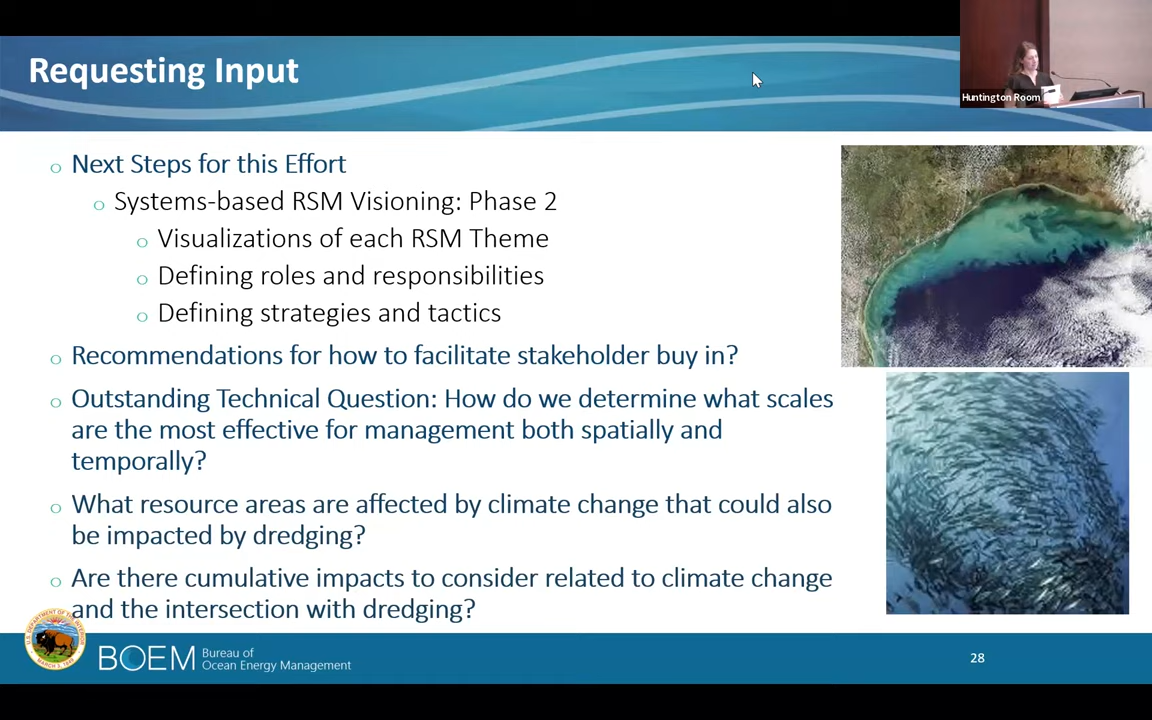 Requesting Input
Huntington Room
o Next Steps for this Effort
o Systems-based RSM Visioning: Phase 2
o Visualizations of each RSM Theme
o Defining roles and responsibilities
o Defining strategies and tactics
o Recommendations for how to facilitate stakeholder buy in?
o Outstanding Technical Question: How do we determine what scales
are the most effective for management both spatially and
temporally?
o What resource areas are affected by climate change that could also
be impacted by dredging?
o Are there cumulative impacts to consider related to climate change
and the intersection with dredging?
BOEM
Bureau of
Ocean Energy Management
28